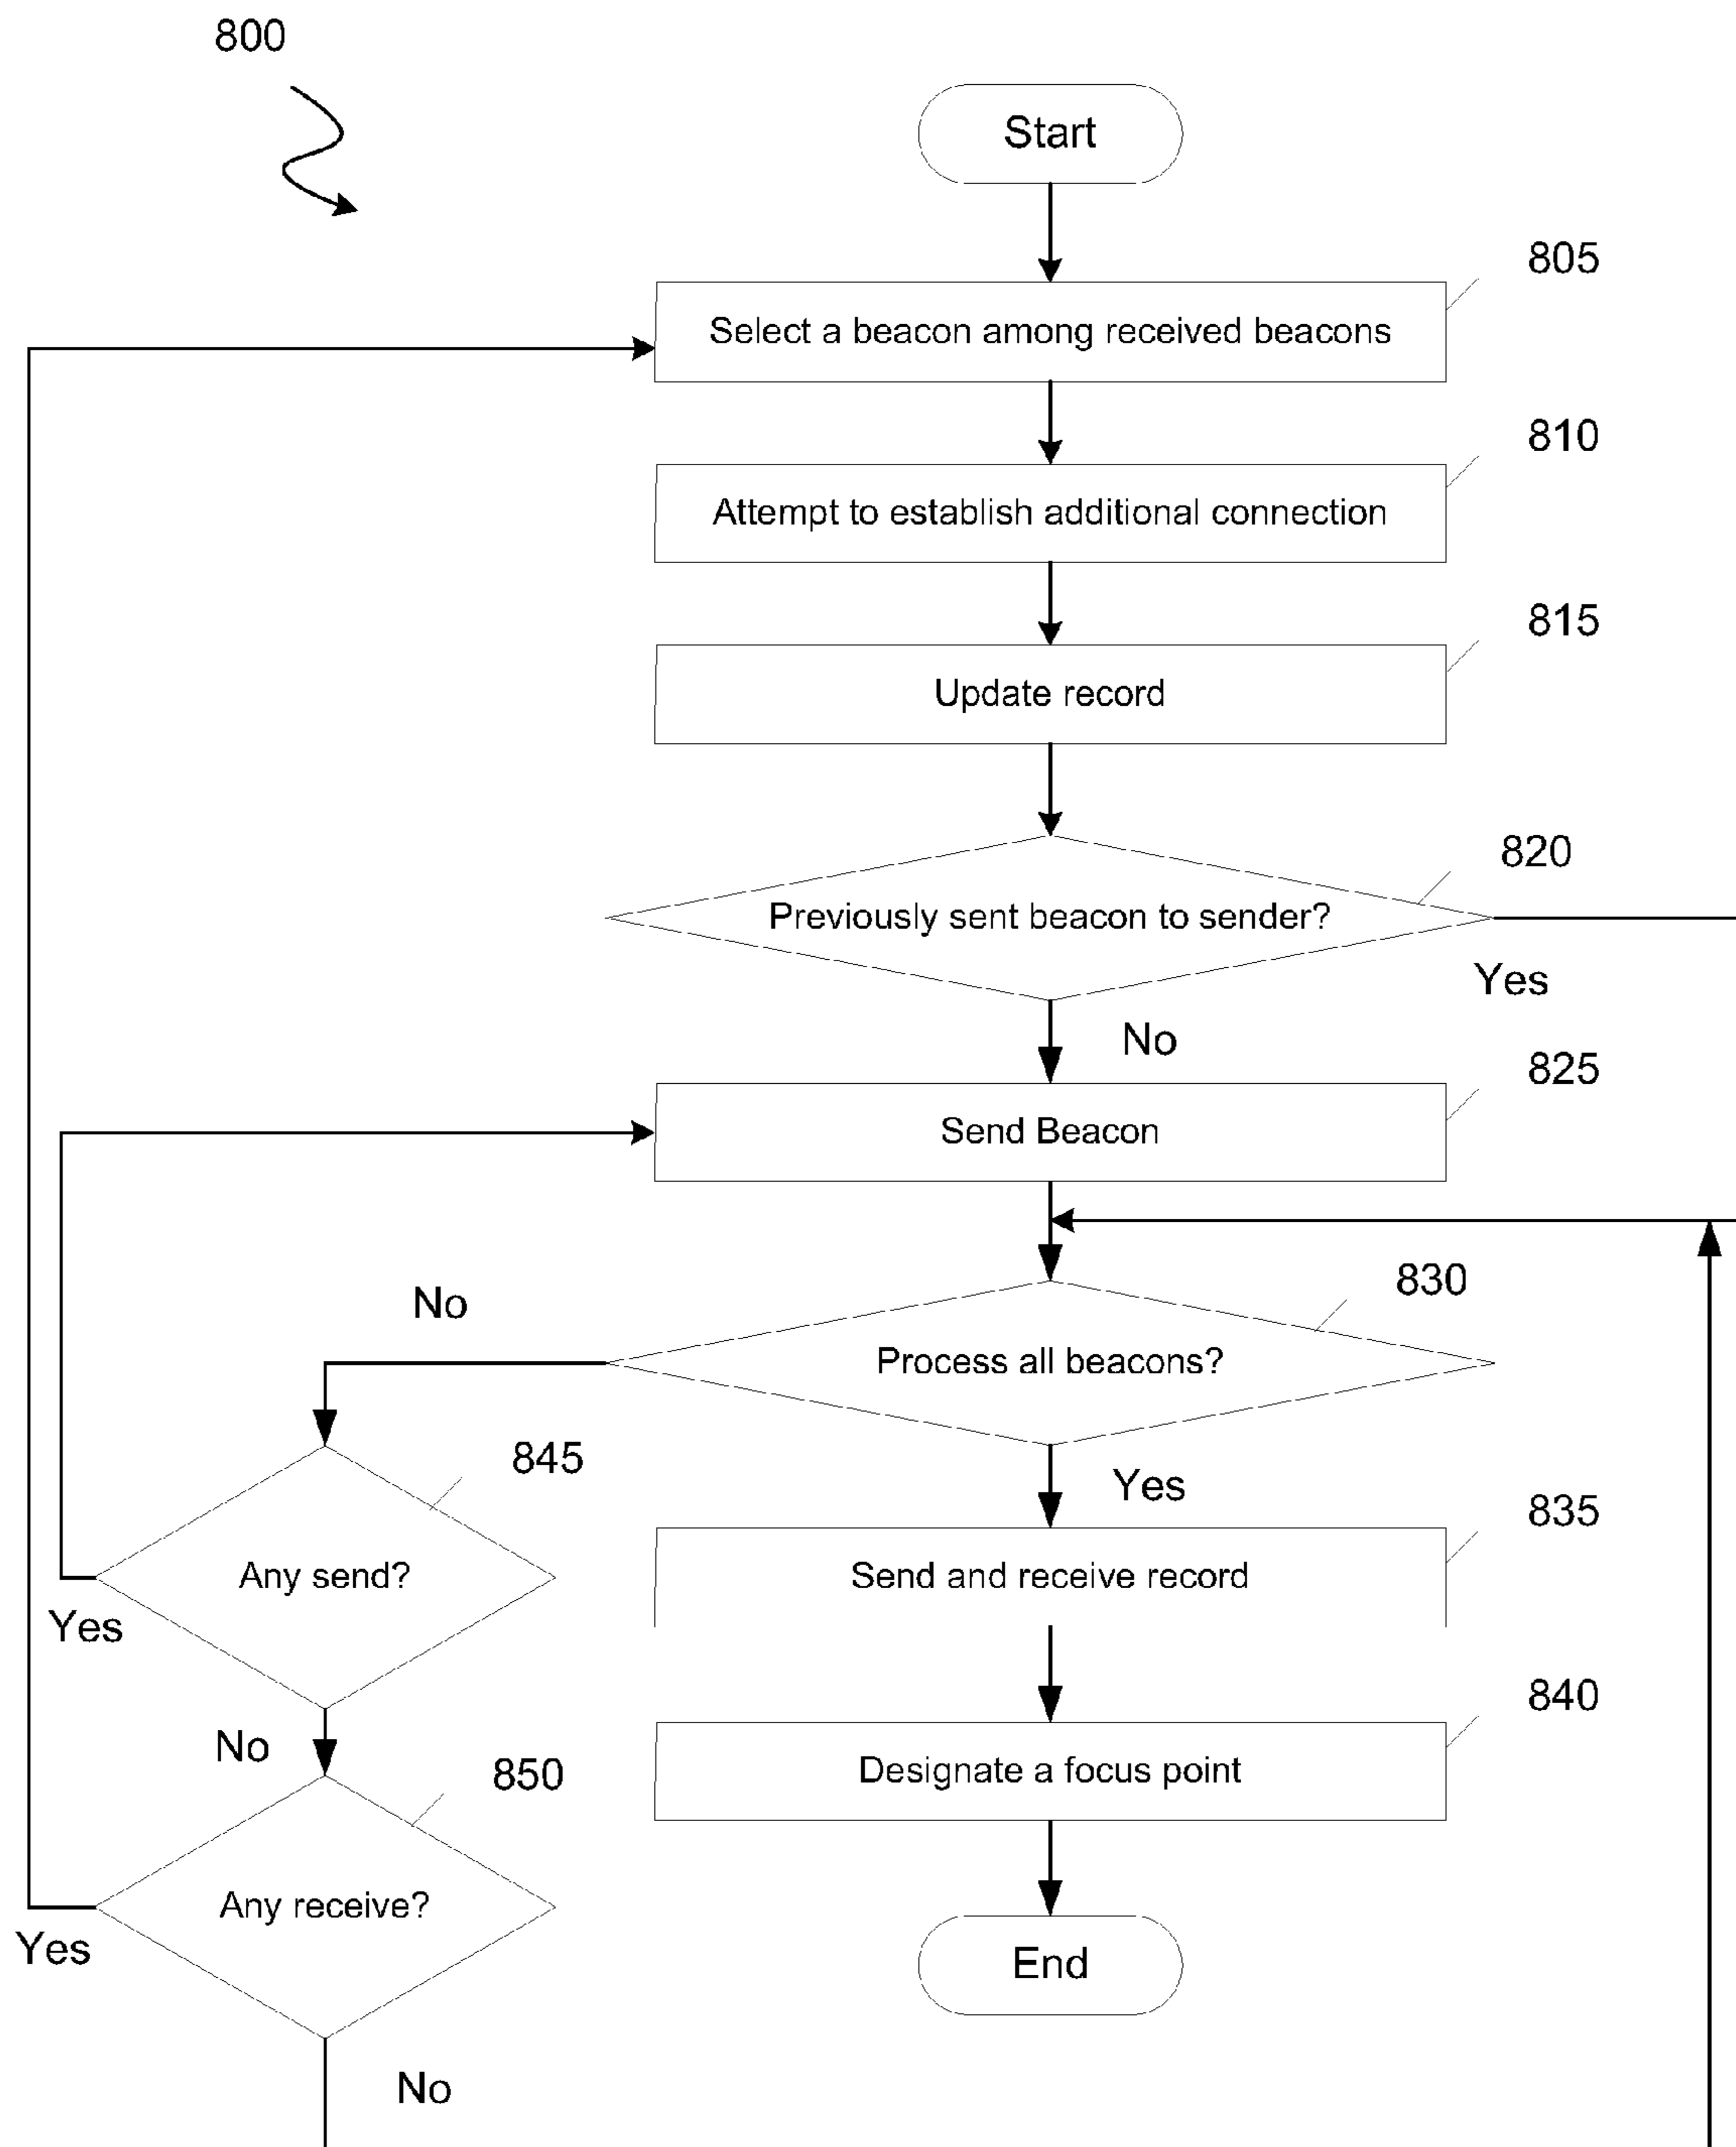 800
Start
805
Select a beacon among received beacons
810
Attempt to establish additional connection
815
Update record
820
Previously sent beacon to sender?
Yes
No
825
Send Beacon
830
No
Process all beacons?
845
Yes
835
Any send?
Send and receive record
Yes
840
No
850
Designate a focus point
Any receive?
Yes
End
No